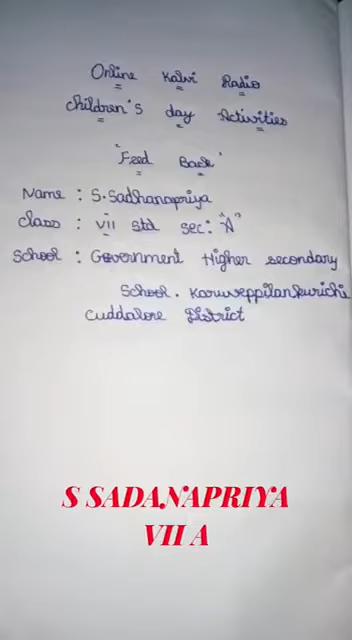 Online Kalvi Radio
children's day Activities
"Feed Back"
Name : S.Sadhanapriya
class : vii std sec: "A"
School : Government Higher secondary
School. Karuveppilankurichi
Cuddalore District
S SADANAPRIYA
VII A